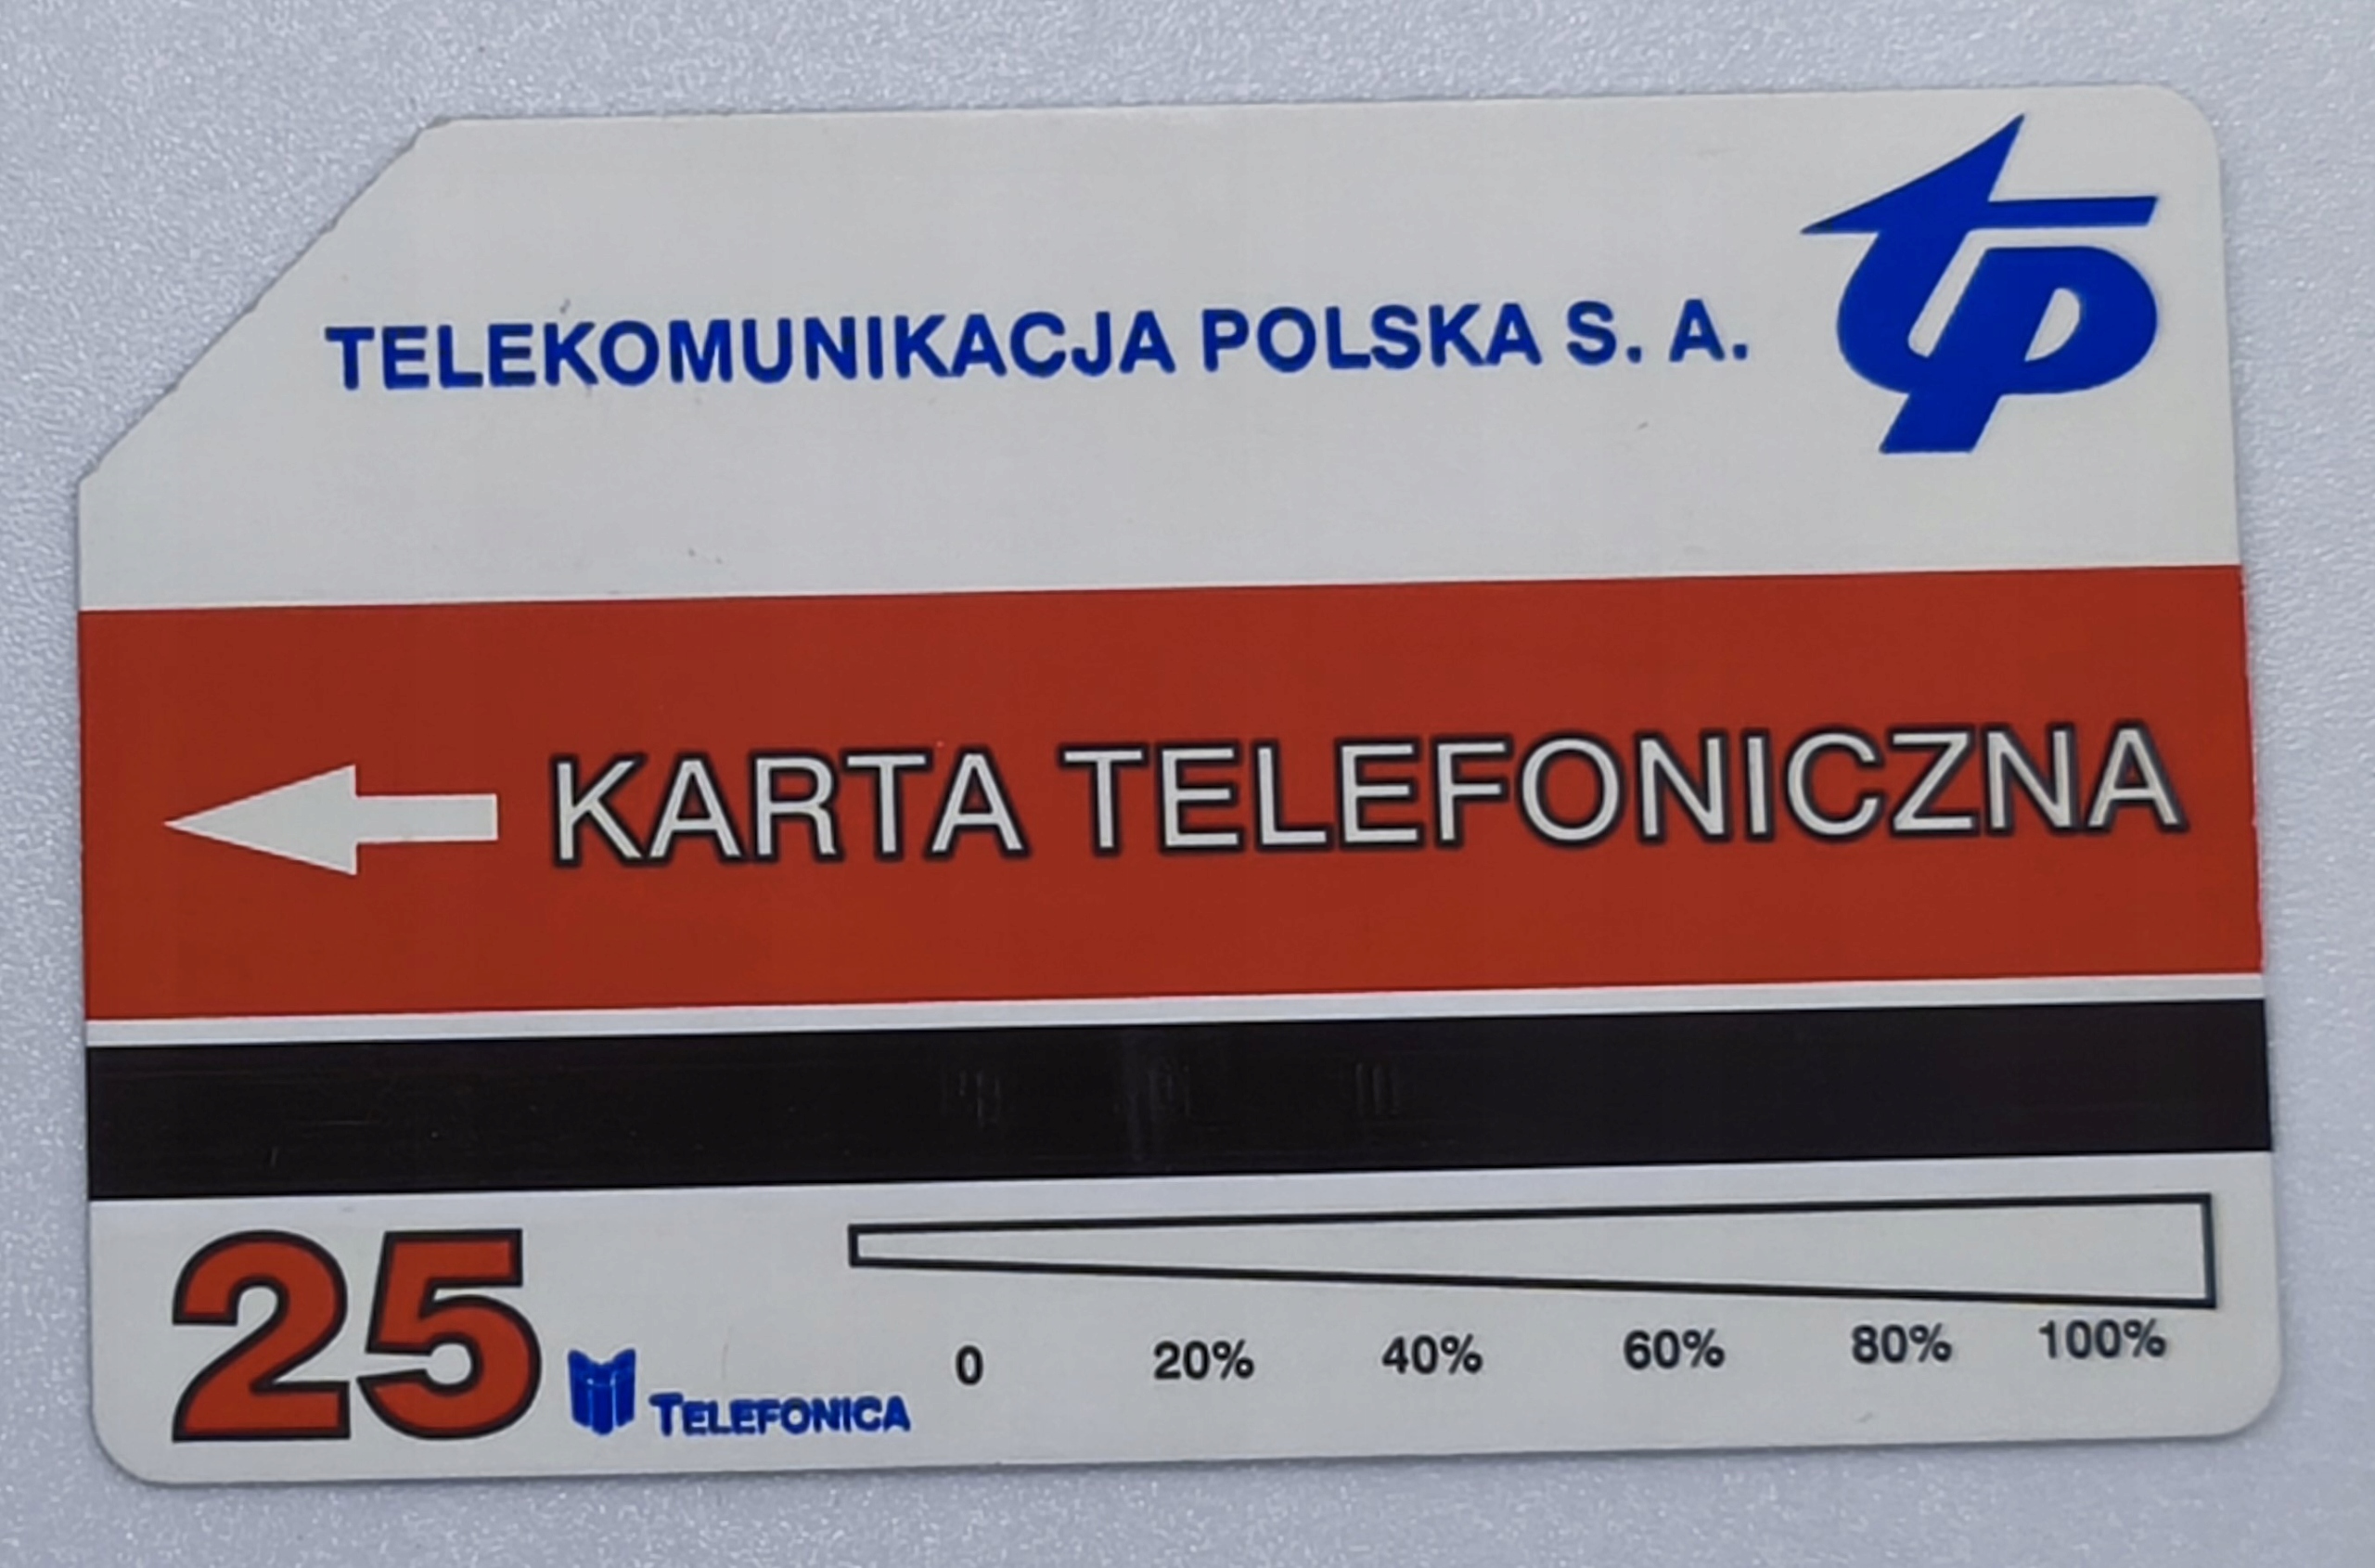 tp
TELEKOMUNIKACJA POLSKA S. A.
KARTA TELEFONICZNA
25
TELEFONICA
0 20% 40% 60% 80% 100%